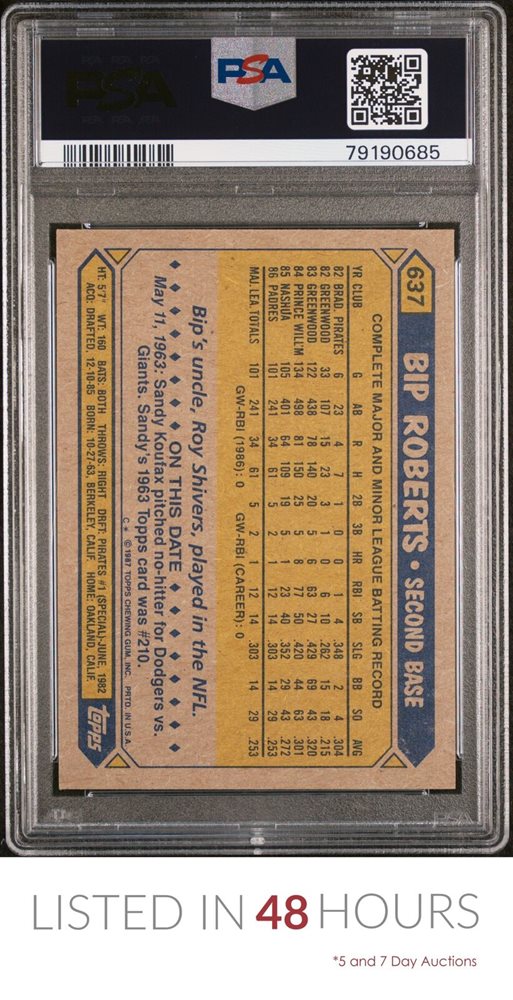 PSA
PSA
79190685
637
BIP ROBERTS • SECOND BASE
COMPLETE MAJOR AND MINOR LEAGUE BATTING RECORD
YR CLUB G AB R H 2B 3B HR RBI SB SLG BB SO AVG
82 BRAD. PIRATES 6 23 4 7 1 0 0 1 4 .348 2 4 .304
82 GREENWOOD 33 107 15 23 3 1 0 6 10 .262 15 18 .215
83 GREENWOOD 122 438 78 140 20 5 6 63 27 .429 69 43 .320
84 PRINCE WILL'M 134 498 81 150 25 5 8 77 50 .420 44 63 .301
85 NASHUA 105 401 64 109 19 5 1 23 40 .352 29 43 .272
86 PADRES 101 241 34 61 5 2 1 12 14 .303 14 29 .253
MAJ. LEA. TOTALS 101 241 34 61 5 2 1 12 14 .303 14 29 .253
GW-RBI (1986): 0 GW-RBI (CAREER): 0
Bip's uncle, Roy Shivers, played in the NFL.
ON THIS DATE
May 11, 1963: Sandy Koufax pitched no-hitter for Dodgers vs.
Giants. Sandy's 1963 Topps card was #210.
C* © 1987 TOPPS CHEWING GUM, INC. PRTD. IN U.S.A.
HT: 5'7" WT: 160 BATS: BOTH THROWS: RIGHT DRFT: PIRATES #1 (SPECIAL)-JUNE, 1982
ACQ: DRAFTED, 12-10-85 BORN: 10-27-63, BERKELEY, CALIF. HOME: OAKLAND, CALIF.
Topps
LISTED IN 48 HOURS
*5 and 7 Day Auctions